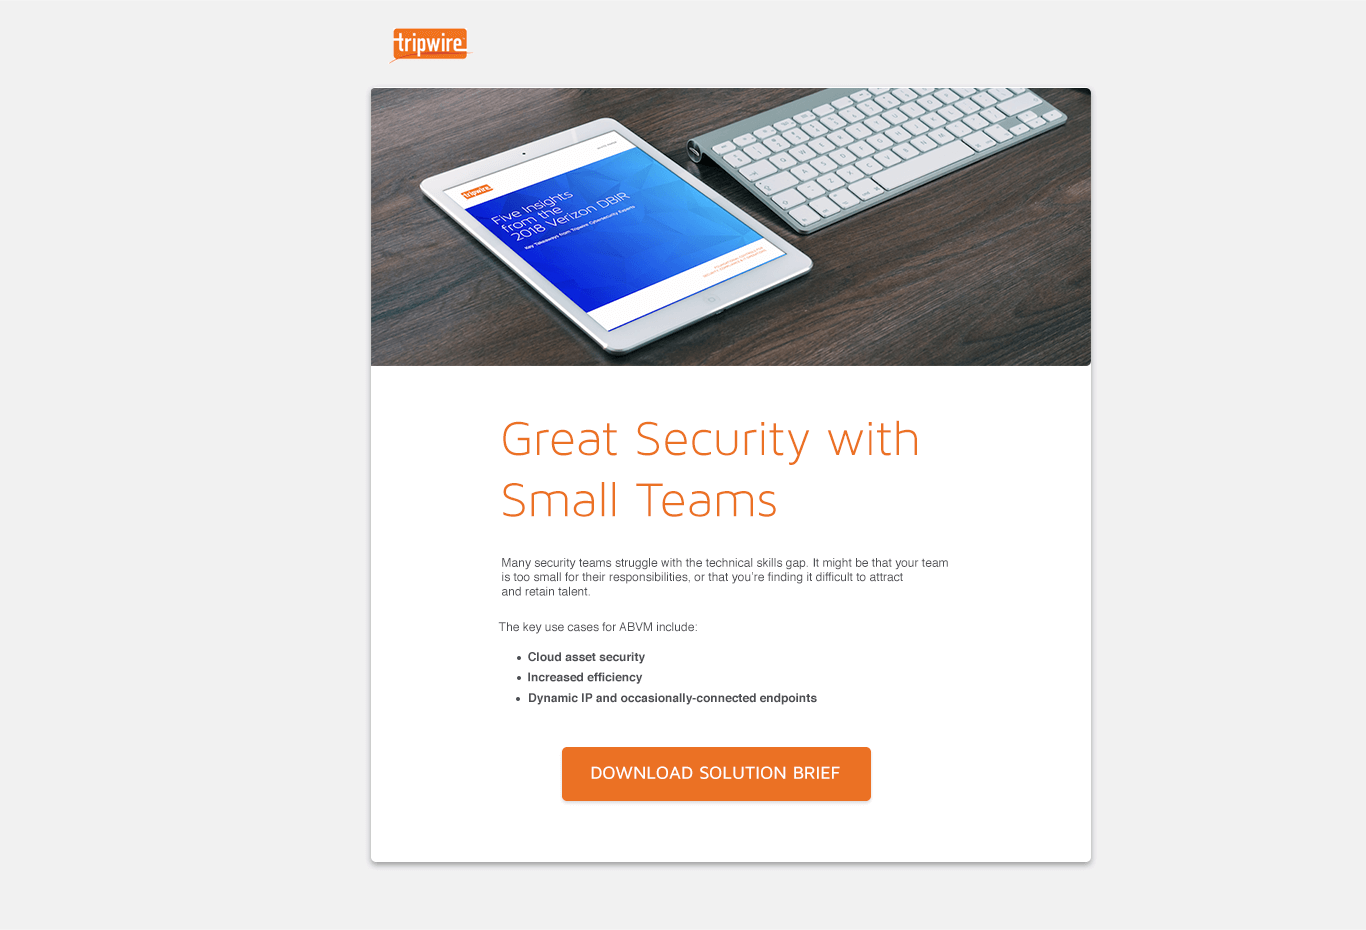 tripwire
tripwire
Five Insights
from the
2018 Verizon DBIR
Key Takeaways from Tripwire Cybersecurity Experts
Great Security with
Small Teams
Many security teams struggle with the technical skills gap. It might be that your team
is too small for their responsibilities, or that you’re finding it difficult to attract
and retain talent.
The key use cases for ABVM include:
• Cloud asset security
• Increased efficiency
• Dynamic IP and occasionally-connected endpoints
DOWNLOAD SOLUTION BRIEF